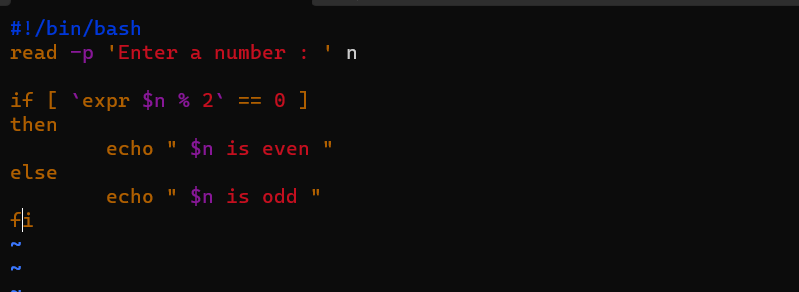 #!/bin/bash
read -p 'Enter a number : ' n

if [ `expr $n % 2` == 0 ]
then
        echo " $n is even "
else
        echo " $n is odd "
fi
~
~
~